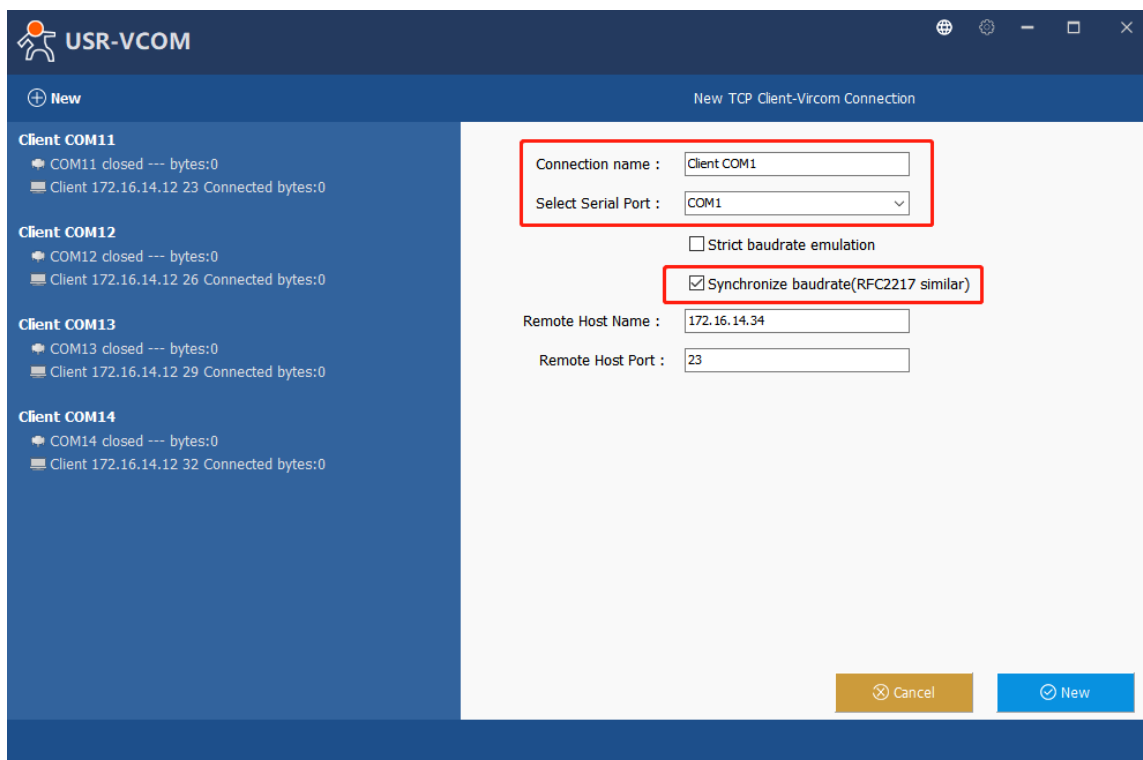 USR-VCOM
New
New TCP Client-Vircom Connection
Client COM11
COM11 closed --- bytes:0
Client 172.16.14.12 23 Connected bytes:0
Client COM12
COM12 closed --- bytes:0
Client 172.16.14.12 26 Connected bytes:0
Client COM13
COM13 closed --- bytes:0
Client 172.16.14.12 29 Connected bytes:0
Client COM14
COM14 closed --- bytes:0
Client 172.16.14.12 32 Connected bytes:0
Connection name : Client COM1
Select Serial Port : COM1
Strict baudrate emulation
Synchronize baudrate(RFC2217 similar)
Remote Host Name : 172.16.14.34
Remote Host Port : 23
Cancel
New